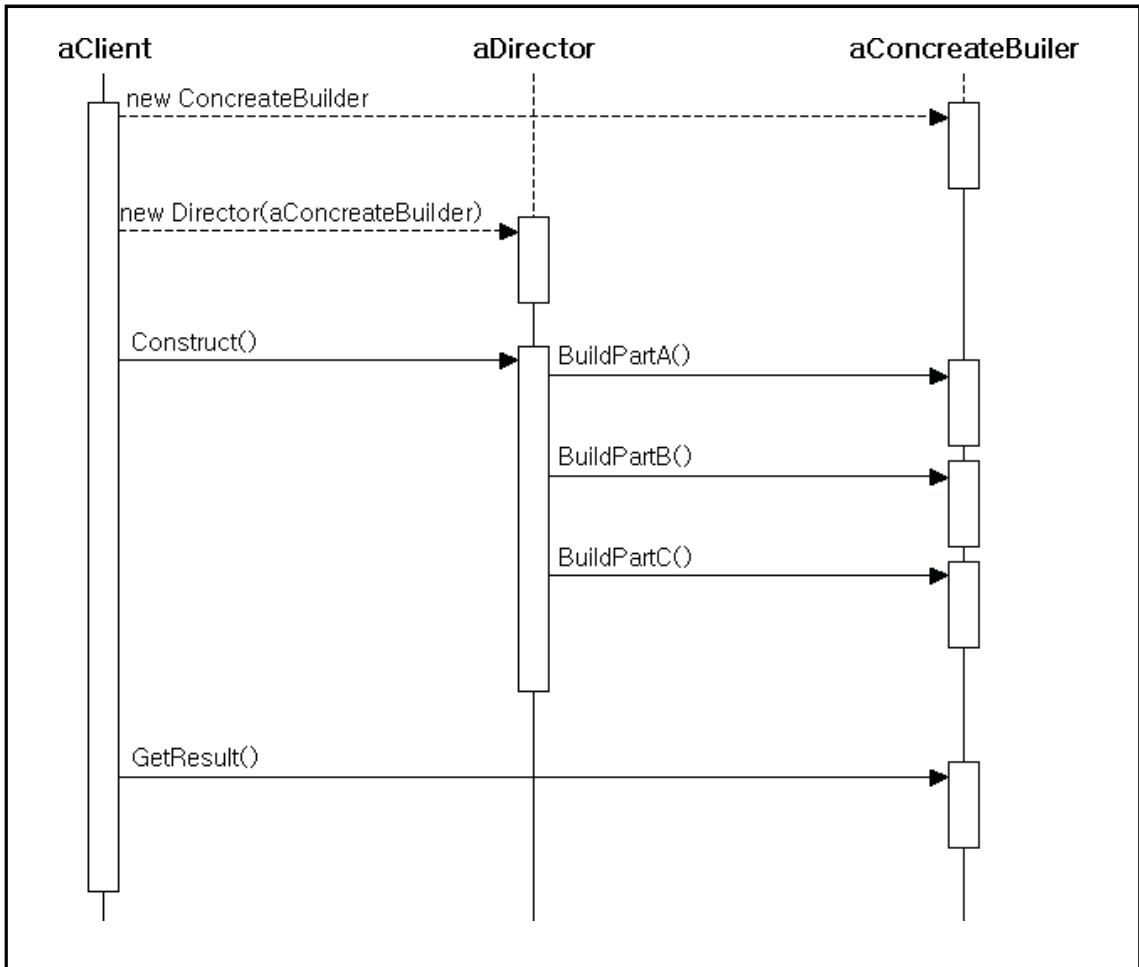 aClient aDirector aConcreateBuiler
new ConcreateBuilder
new Director(aConcreateBuilder)
Construct()
BuildPartA()
BuildPartB()
BuildPartC()
GetResult()